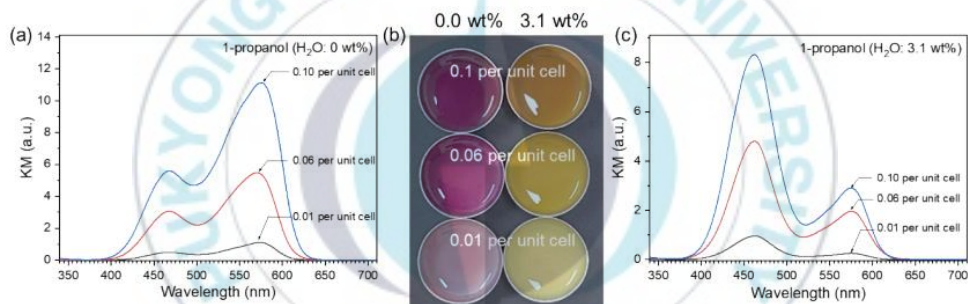 0.0 wt% 3.1 wt%
(a)
1-propanol (H₂O: 0 wt%)
0.10 per unit cell
0.06 per unit cell
0.01 per unit cell
KM (a.u.)
14
12
10
8
6
4
2
0
350 400 450 500 550 600 650 700
Wavelength (nm)
(b)
0.1 per unit cell
0.06 per unit cell
0.01 per unit cell
(c)
1-propanol (H₂O: 3.1 wt%)
0.10 per unit cell
0.06 per unit cell
0.01 per unit cell
KM (a.u.)
8
6
4
2
0
350 400 450 500 550 600 650 700
Wavelength (nm)